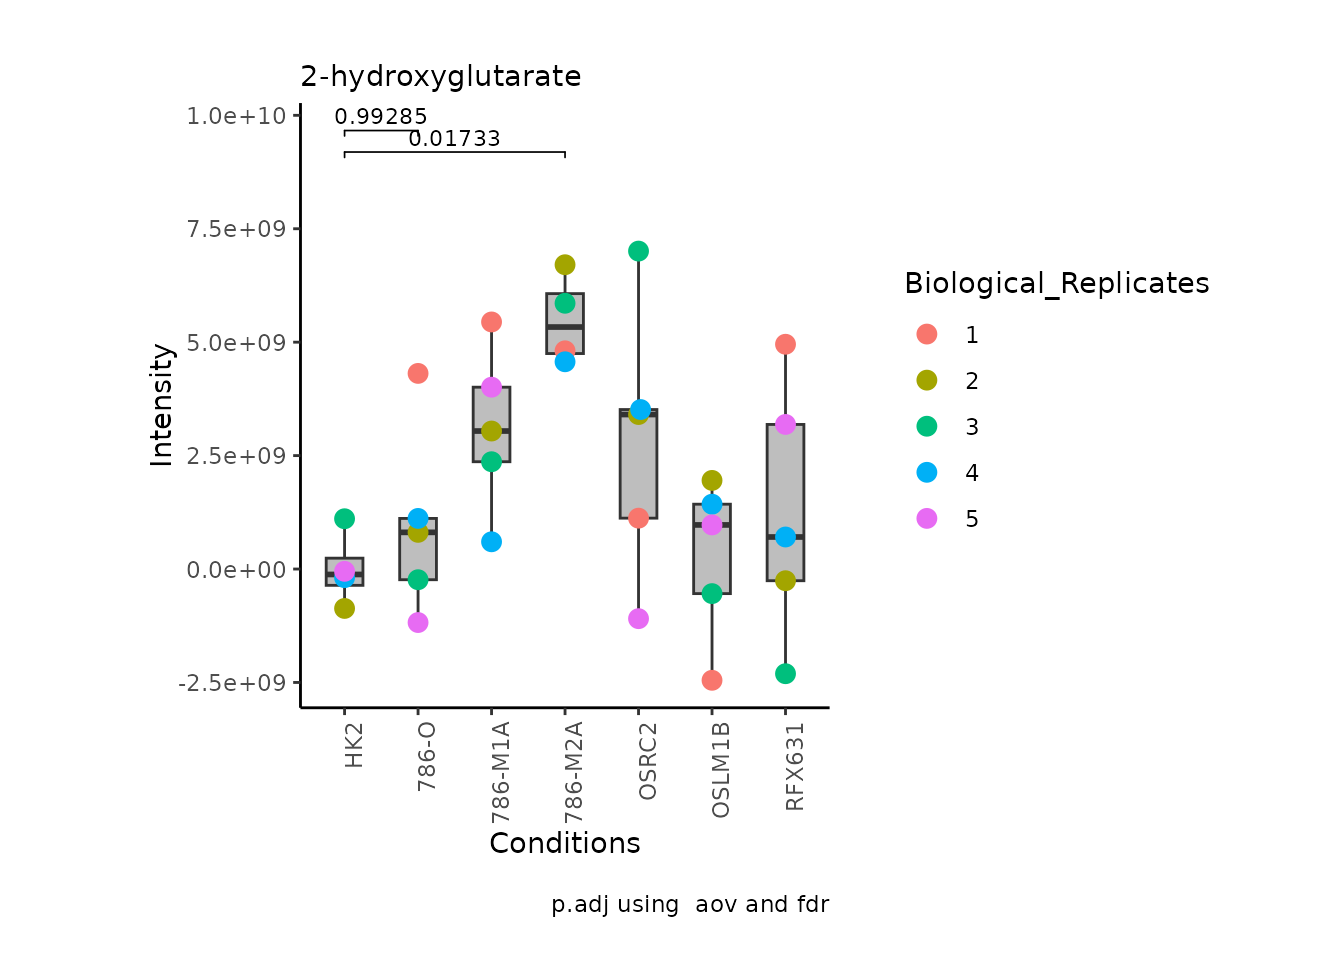 2-hydroxyglutarate
1.0e+10
7.5e+09
5.0e+09
2.5e+09
0.0e+00
-2.5e+09
Intensity
0.99285
0.01733
HK2
786-O
786-M1A
786-M2A
OSRC2
OSLM1B
RFX631
Conditions
Biological_Replicates
1
2
3
4
5
p.adj using  aov and fdr